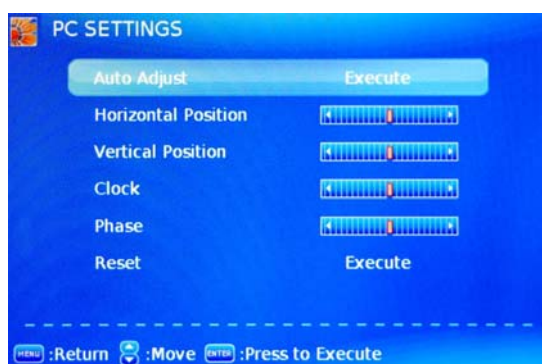 PC SETTINGS
Auto Adjust Execute
Horizontal Position
Vertical Position
Clock
Phase
Reset Execute
MENU :Return :Move ENTER :Press to Execute